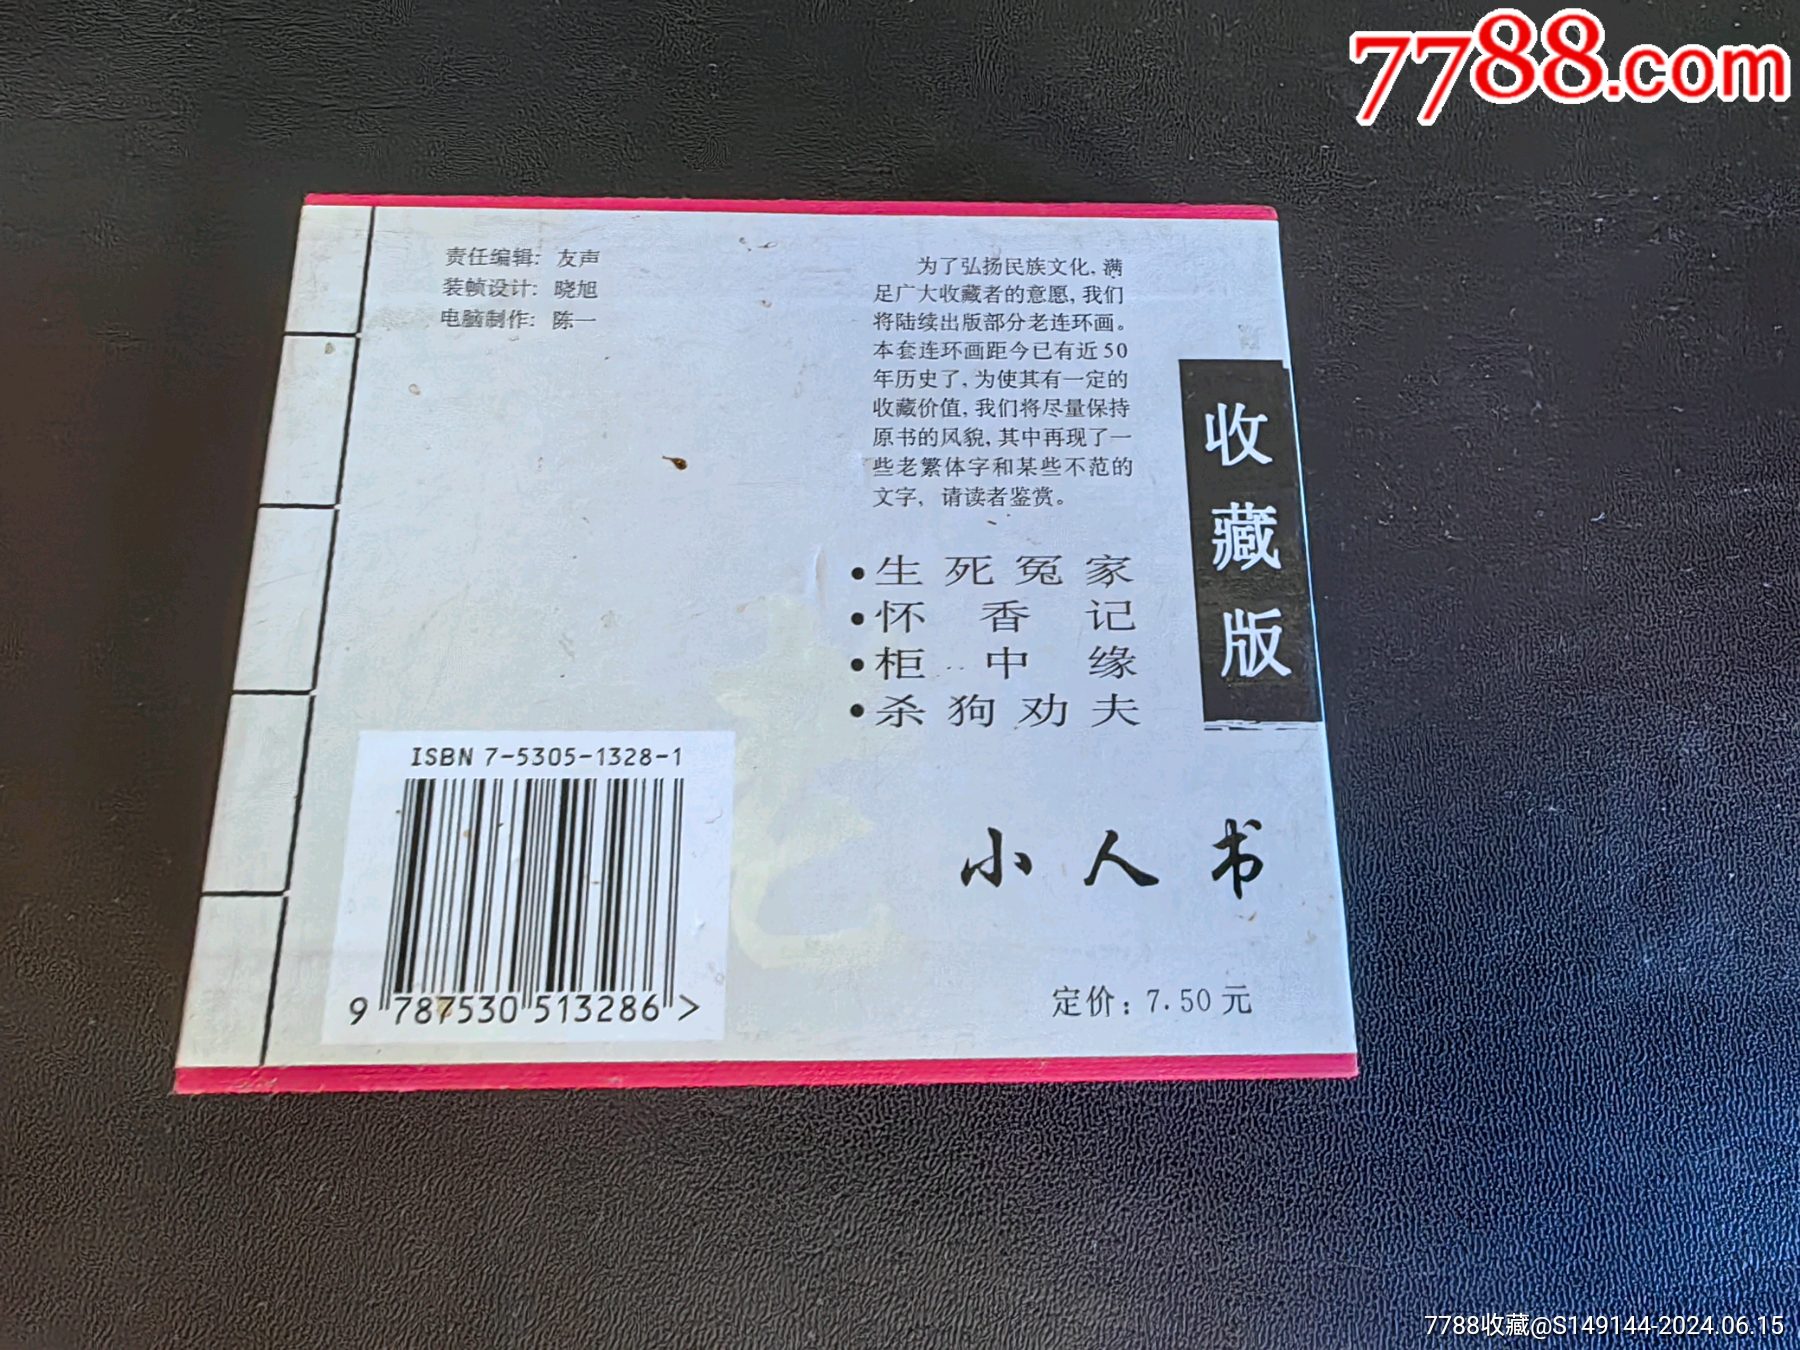 7788.com
责任编辑: 友声
装帧设计: 晓旭
电脑制作: 陈一
为了弘扬民族文化, 满
足广大收藏者的意愿, 我们
将陆续出版部分老连环画。
本套连环画距今已有近50
年历史了, 为使其有一定的
收藏价值, 我们将尽量保持
原书的风貌, 其中再现了一
些老繁体字和某些不范的
文字, 请读者鉴赏。
收藏版
•生死冤家
•怀香记
•柜中缘
•杀狗劝夫
ISBN 7-5305-1328-1
9 787530 513286 >
小人书
定价: 7.50 元
7788收藏@S149144-2024.06.15